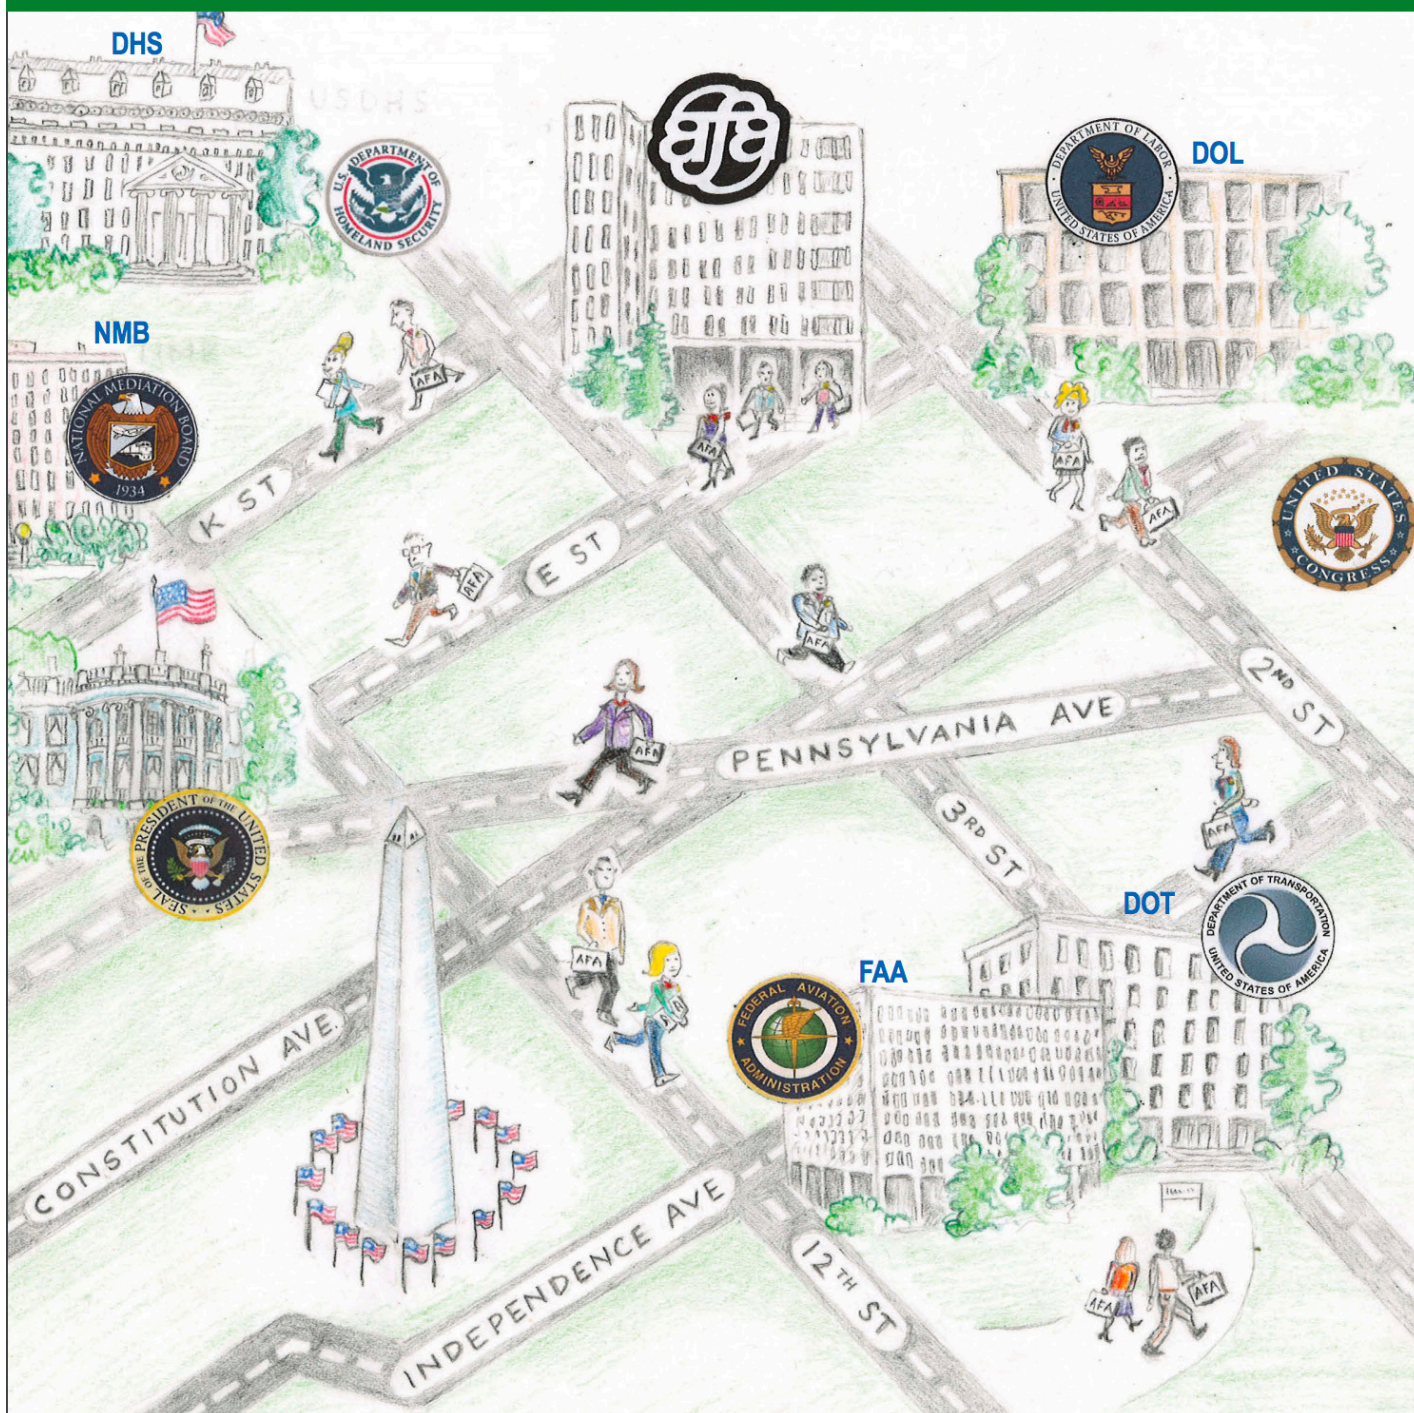 DHS
USDHS
U.S. DEPARTMENT OF
HOMELAND SECURITY
afa
DEPARTMENT OF LABOR
UNITED STATES OF AMERICA
DOL
NMB
NATIONAL MEDIATION BOARD
1934
AFA
AFA
AFA
AFA
UNITED STATES
CONGRESS
K ST
E ST
AFA
AFA
2ND ST
PENNSYLVANIA AVE
AFA
SEAL OF THE PRESIDENT OF THE UNITED STATES
3RD ST
AFA
DOT
DEPARTMENT OF TRANSPORTATION
UNITED STATES OF AMERICA
AFA
FAA
FEDERAL AVIATION
ADMINISTRATION
CONSTITUTION AVE.
INDEPENDENCE AVE
12TH ST
AFA
AFA